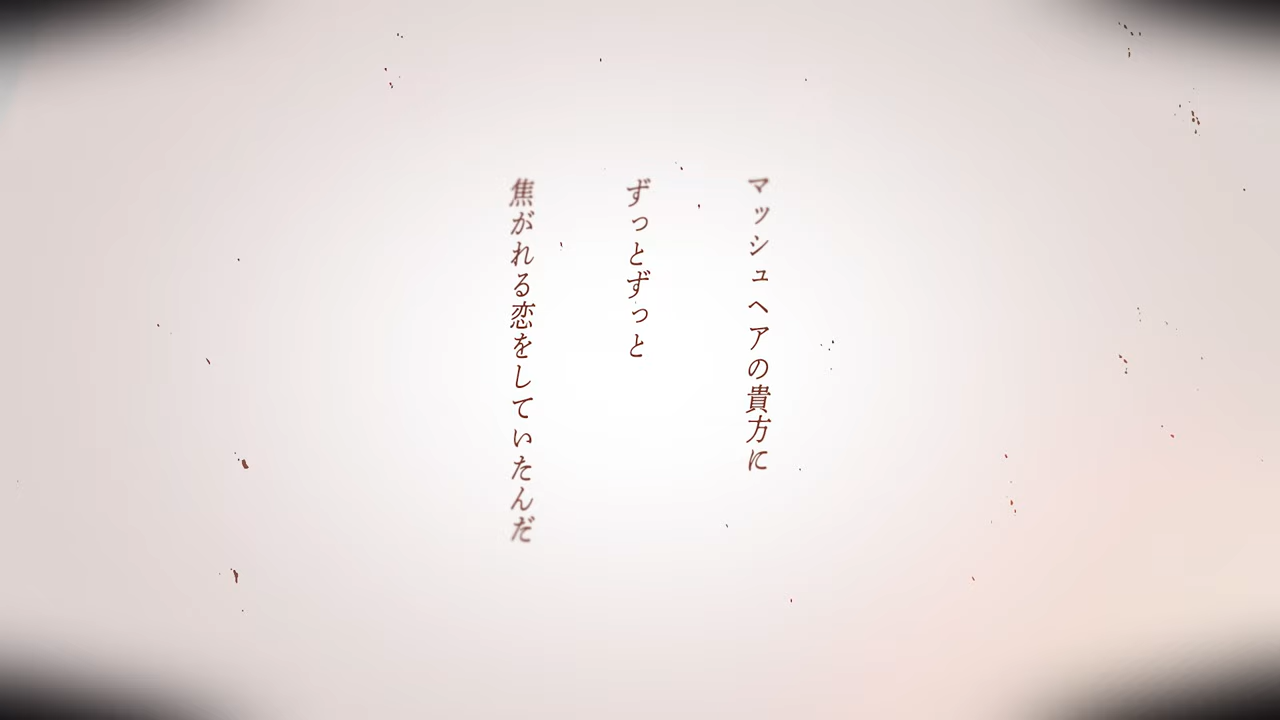 マッシュヘアの貴方に
ずっとずっと
焦がれる恋をしていたんだ